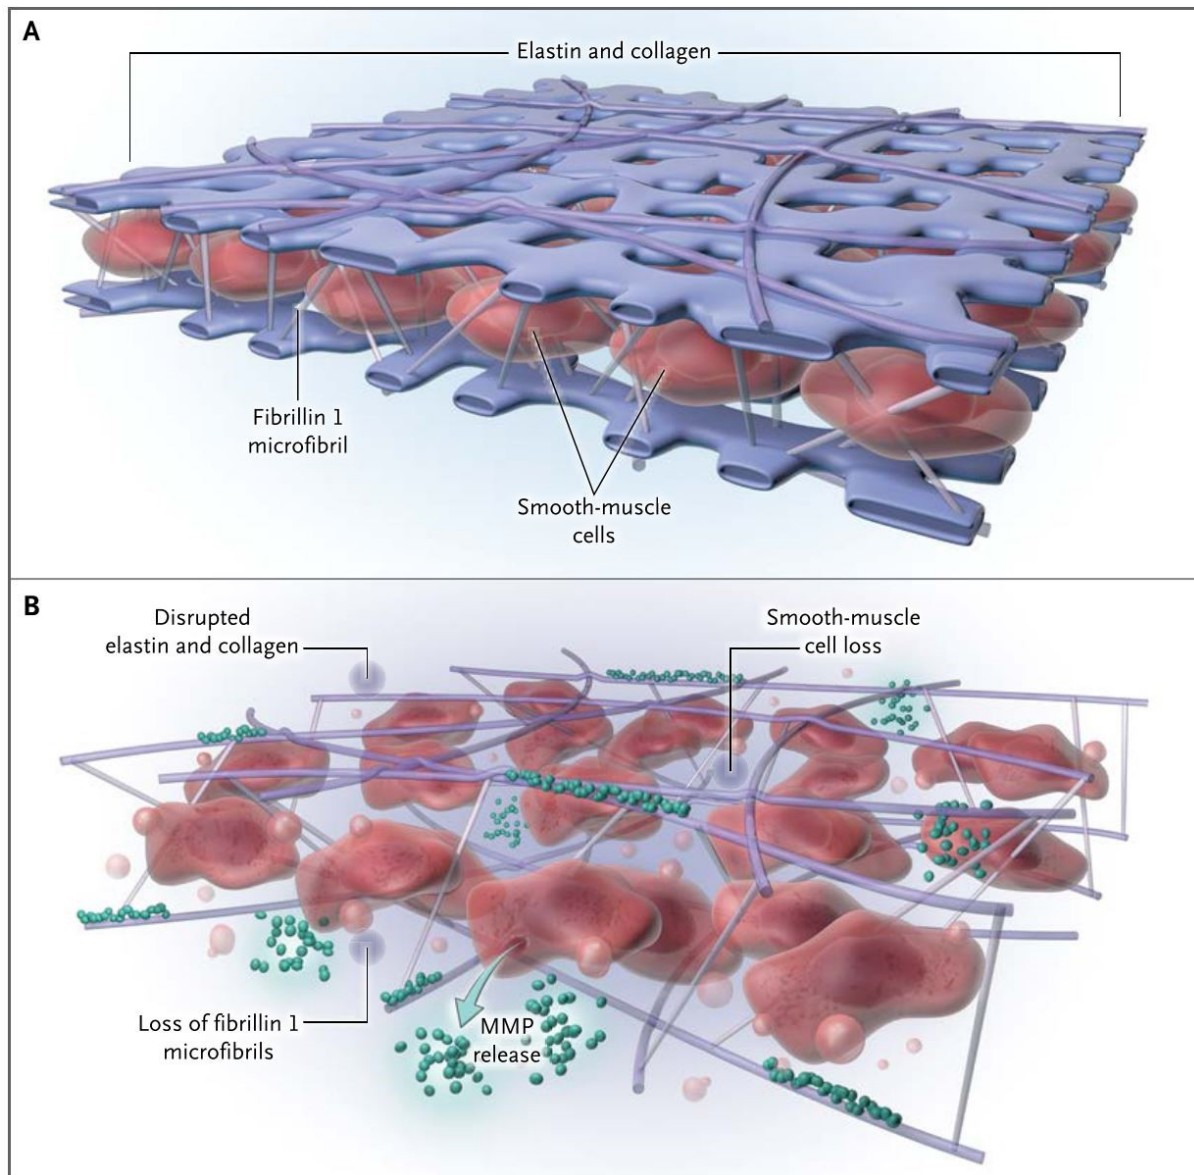 A
Elastin and collagen
Fibrillin 1
microfibril
Smooth-muscle
cells
B
Disrupted
elastin and collagen
Smooth-muscle
cell loss
Loss of fibrillin 1
microfibrils
MMP
release